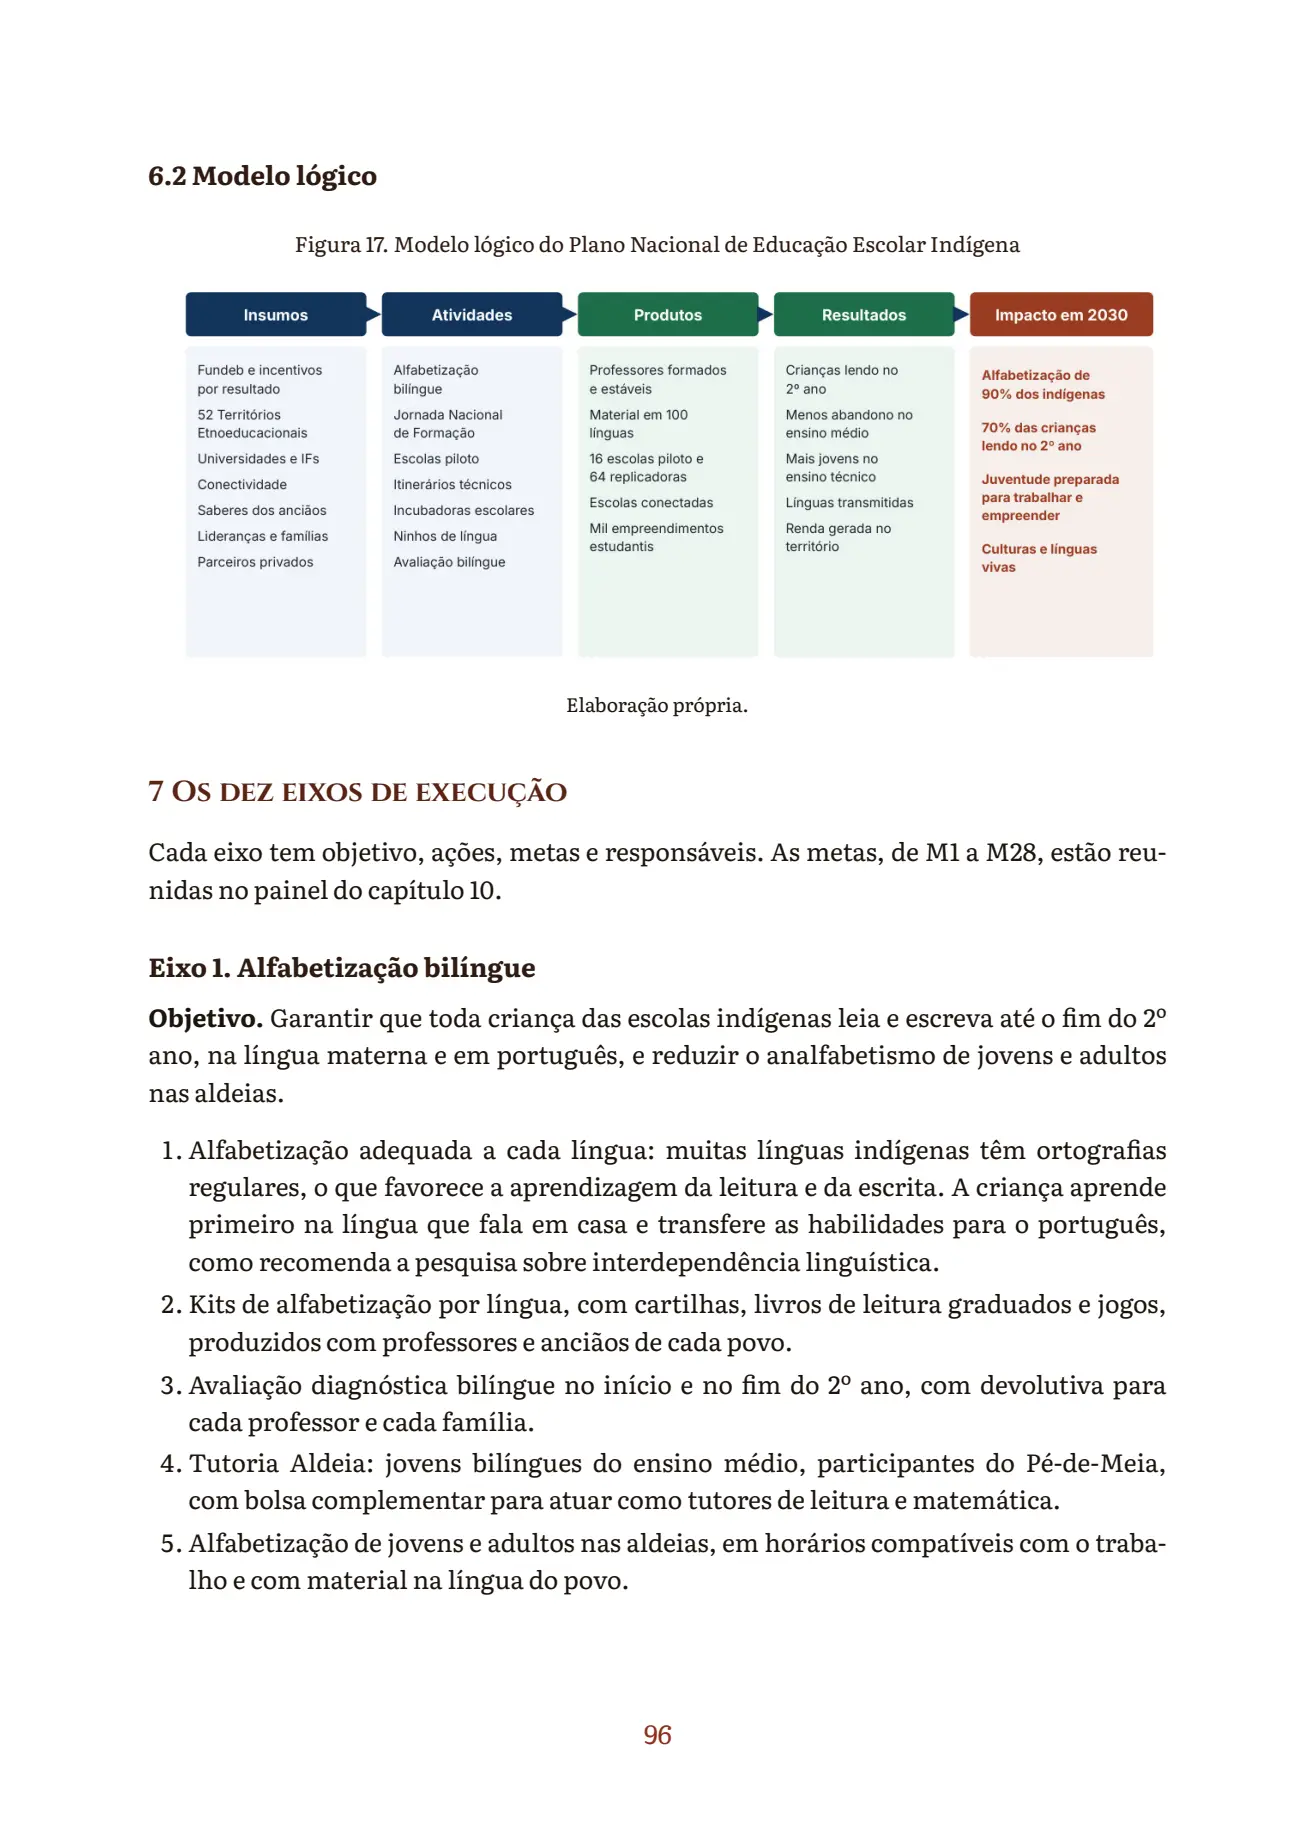 6.2 Modelo lógico
Figura 17. Modelo lógico do Plano Nacional de Educação Escolar Indígena
Insumos
Fundeb e incentivos
por resultado
52 Territórios
Etnoeducacionais
Universidades e IFs
Conectividade
Saberes dos anciãos
Lideranças e famílias
Parceiros privados
Atividades
Alfabetização
bilíngue
Jornada Nacional
de Formação
Escolas piloto
Itinerários técnicos
Incubadoras escolares
Ninhos de língua
Avaliação bilíngue
Produtos
Professores formados
e estáveis
Material em 100
línguas
16 escolas piloto e
64 replicadoras
Escolas conectadas
Mil empreendimentos
estudantis
Resultados
Crianças lendo no
2º ano
Menos abandono no
ensino médio
Mais jovens no
ensino técnico
Línguas transmitidas
Renda gerada no
território
Impacto em 2030
Alfabetização de
90% dos indígenas
70% das crianças
lendo no 2º ano
Juventude preparada
para trabalhar e
empreender
Culturas e línguas
vivas
Elaboração própria.
7 Os dez eixos de execução
Cada eixo tem objetivo, ações, metas e responsáveis. As metas, de M1 a M28, estão reu-
nidas no painel do capítulo 10.
Eixo 1. Alfabetização bilíngue
Objetivo. Garantir que toda criança das escolas indígenas leia e escreva até o fim do 2º
ano, na língua materna e em português, e reduzir o analfabetismo de jovens e adultos
nas aldeias.
1. Alfabetização adequada a cada língua: muitas línguas indígenas têm ortografias
regulares, o que favorece a aprendizagem da leitura e da escrita. A criança aprende
primeiro na língua que fala em casa e transfere as habilidades para o português,
como recomenda a pesquisa sobre interdependência linguística.
2. Kits de alfabetização por língua, com cartilhas, livros de leitura graduados e jogos,
produzidos com professores e anciãos de cada povo.
3. Avaliação diagnóstica bilíngue no início e no fim do 2º ano, com devolutiva para
cada professor e cada família.
4. Tutoria Aldeia: jovens bilíngues do ensino médio, participantes do Pé-de-Meia,
com bolsa complementar para atuar como tutores de leitura e matemática.
5. Alfabetização de jovens e adultos nas aldeias, em horários compatíveis com o traba-
lho e com material na língua do povo.
96